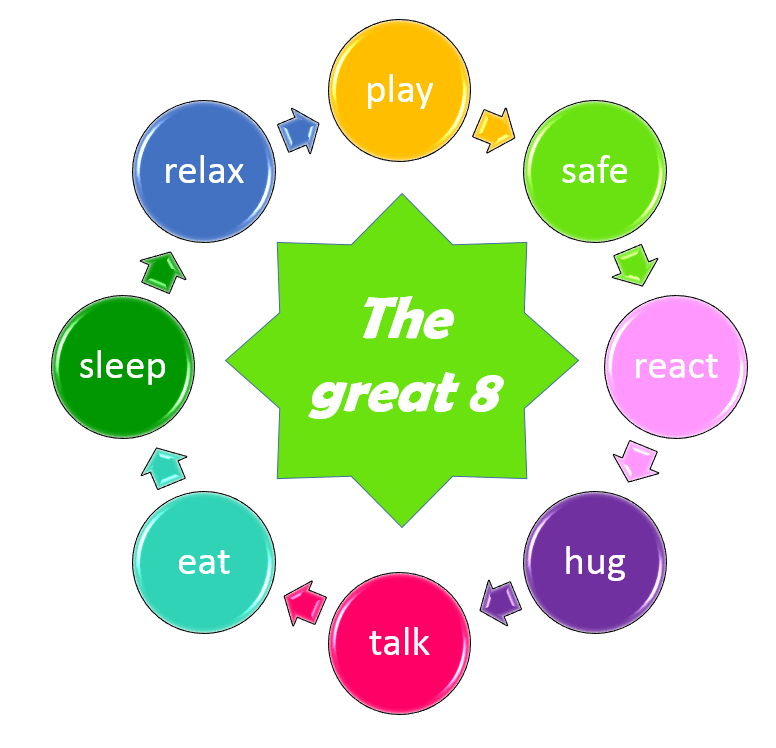 play
safe
react
hug
talk
eat
sleep
relax
The
great 8